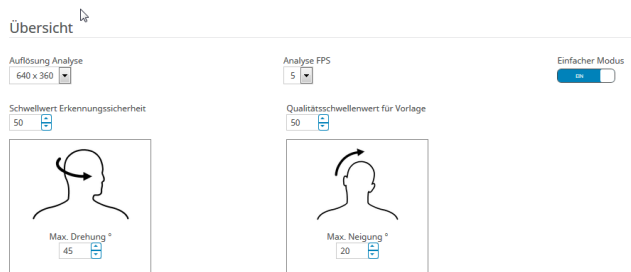 Übersicht
Auflösung Analyse
Analyse FPS
Einfacher Modus
640 x 360
5
EIN
Schwellwert Erkennungssicherheit
Qualitätsschwellenwert für Vorlage
50
50
Max. Drehung °
Max. Neigung °
45
20